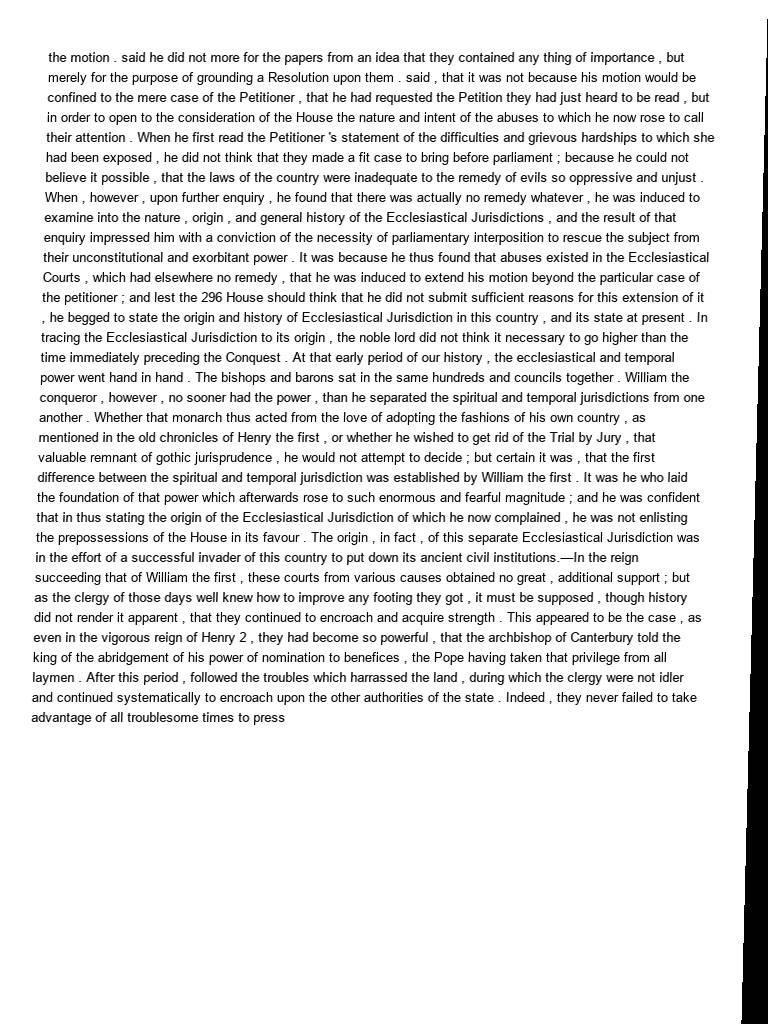 the motion . said he did not more for the papers from an idea that they contained any thing of importance , but
merely for the purpose of grounding a Resolution upon them . said , that it was not because his motion would be
confined to the mere case of the Petitioner , that he had requested the Petition they had just heard to be read , but
in order to open to the consideration of the House the nature and intent of the abuses to which he now rose to call
their attention . When he first read the Petitioner 's statement of the difficulties and grievous hardships to which she
had been exposed , he did not think that they made a fit case to bring before parliament ; because he could not
believe it possible , that the laws of the country were inadequate to the remedy of evils so oppressive and unjust .
When , however , upon further enquiry , he found that there was actually no remedy whatever , he was induced to
examine into the nature , origin , and general history of the Ecclesiastical Jurisdictions , and the result of that
enquiry impressed him with a conviction of the necessity of parliamentary interposition to rescue the subject from
their unconstitutional and exorbitant power . It was because he thus found that abuses existed in the Ecclesiastical
Courts , which had elsewhere no remedy , that he was induced to extend his motion beyond the particular case of
the petitioner ; and lest the 296 House should think that he did not submit sufficient reasons for this extension of it
, he begged to state the origin and history of Ecclesiastical Jurisdiction in this country , and its state at present . In
tracing the Ecclesiastical Jurisdiction to its origin , the noble lord did not think it necessary to go higher than the
time immediately preceding the Conquest . At that early period of our history , the ecclesiastical and temporal
power went hand in hand . The bishops and barons sat in the same hundreds and councils together . William the
conqueror , however , no sooner had the power , than he separated the spiritual and temporal jurisdictions from one
another . Whether that monarch thus acted from the love of adopting the fashions of his own country , as
mentioned in the old chronicles of Henry the first , or whether he wished to get rid of the Trial by Jury , that
valuable remnant of gothic jurisprudence , he would not attempt to decide ; but certain it was , that the first
difference between the spiritual and temporal jurisdiction was established by William the first . It was he who laid
the foundation of that power which afterwards rose to such enormous and fearful magnitude ; and he was confident
that in thus stating the origin of the Ecclesiastical Jurisdiction of which he now complained , he was not enlisting
the prepossessions of the House in its favour . The origin , in fact , of this separate Ecclesiastical Jurisdiction was
in the effort of a successful invader of this country to put down its ancient civil institutions.—In the reign
succeeding that of William the first , these courts from various causes obtained no great , additional support ; but
as the clergy of those days well knew how to improve any footing they got , it must be supposed , though history
did not render it apparent , that they continued to encroach and acquire strength . This appeared to be the case , as
even in the vigorous reign of Henry 2 , they had become so powerful , that the archbishop of Canterbury told the
king of the abridgement of his power of nomination to benefices , the Pope having taken that privilege from all
laymen . After this period , followed the troubles which harrassed the land , during which the clergy were not idler
and continued systematically to encroach upon the other authorities of the state . Indeed , they never failed to take
advantage of all troublesome times to press